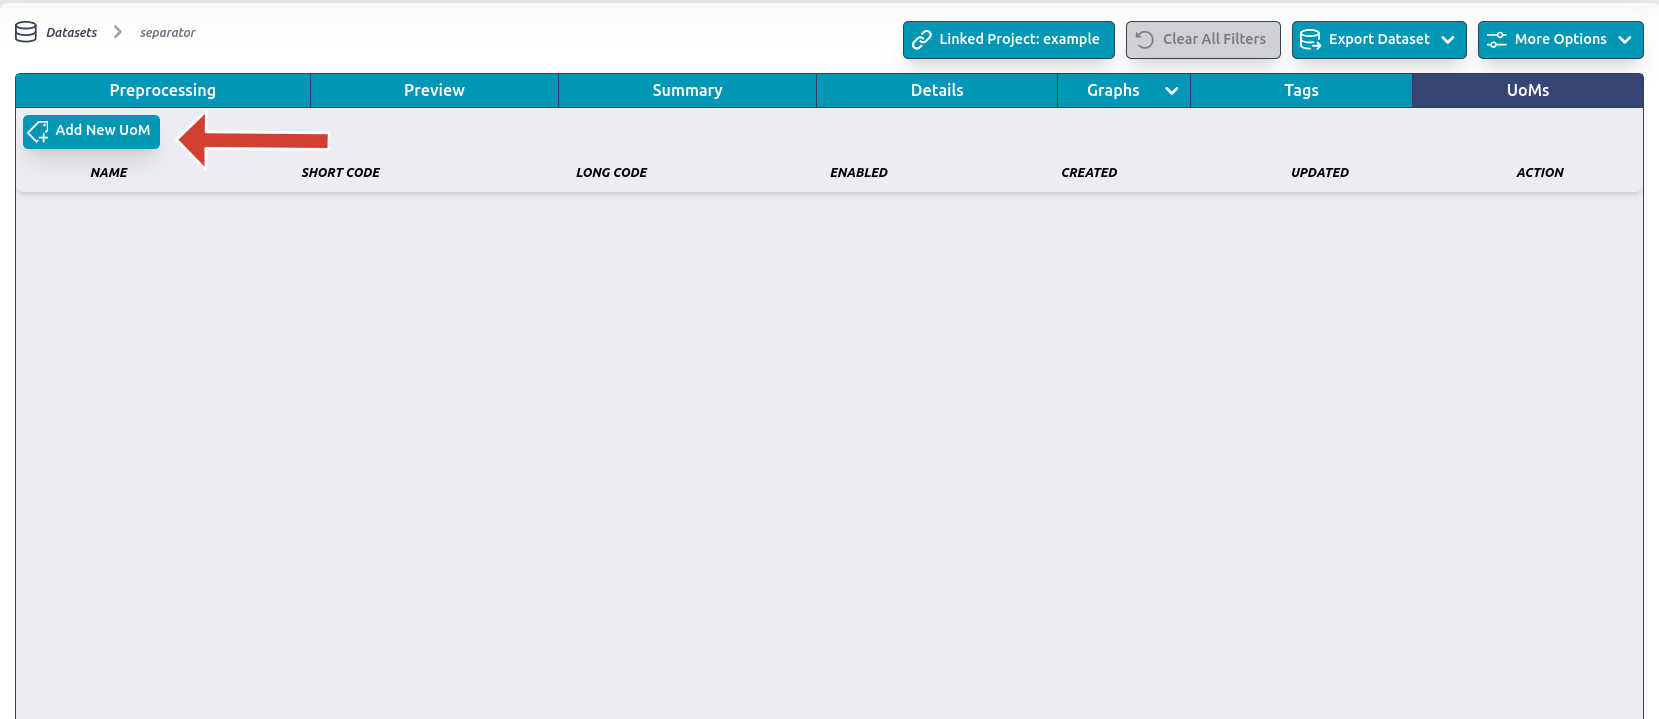 Datasets separator
Linked Project: example Clear All Filters Export Dataset More Options
Preprocessing Preview Summary Details Graphs Tags UoMs
Add New UoM
NAME SHORT CODE LONG CODE ENABLED CREATED UPDATED ACTION